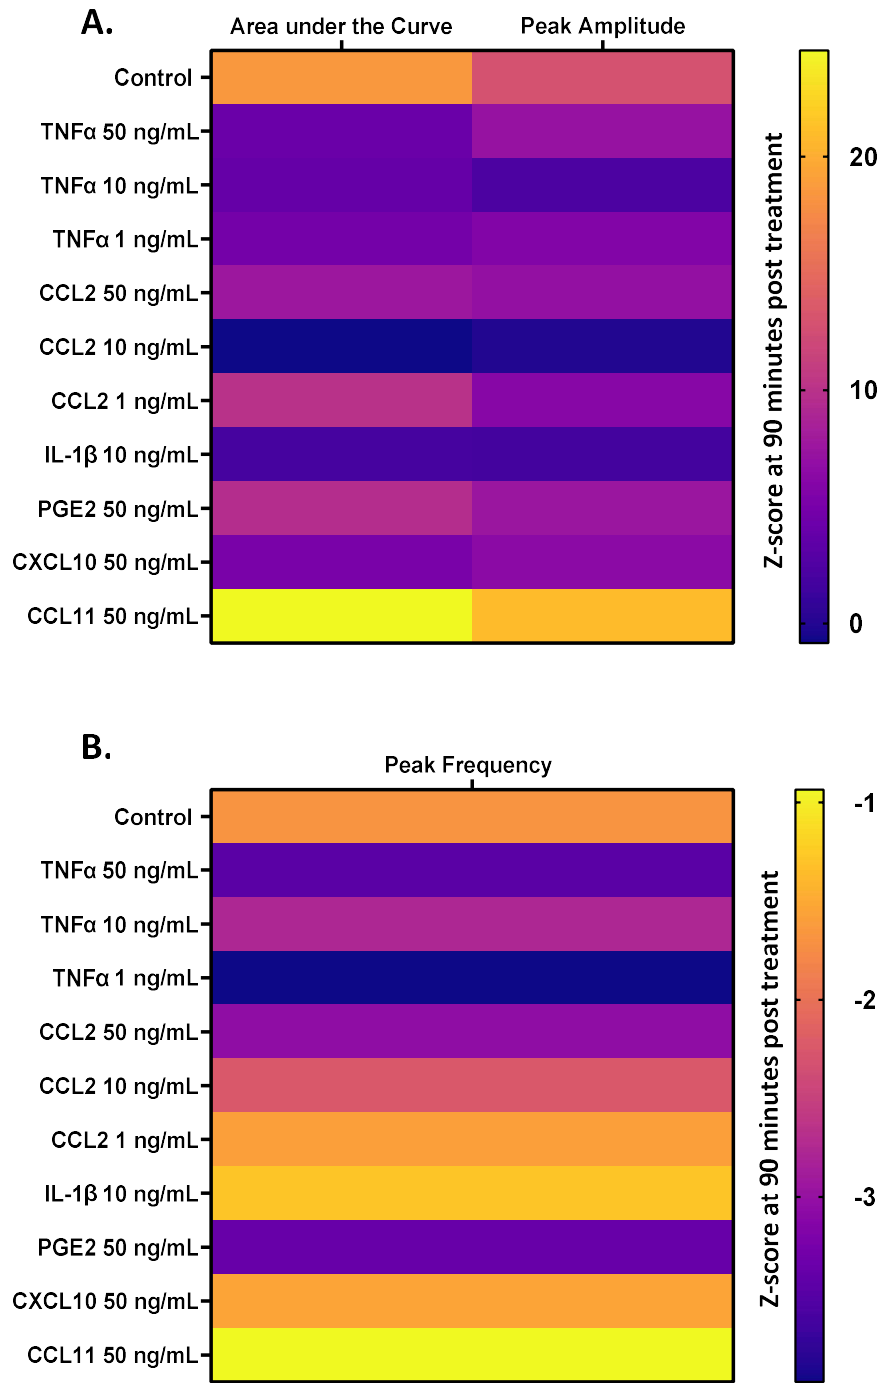 A.
Area under the Curve
Peak Amplitude
Control
TNFα 50 ng/mL
TNFα 10 ng/mL
TNFα 1 ng/mL
CCL2 50 ng/mL
CCL2 10 ng/mL
CCL2 1 ng/mL
IL-1β 10 ng/mL
PGE2 50 ng/mL
CXCL10 50 ng/mL
CCL11 50 ng/mL
Z-score at 90 minutes post treatment
20
10
0
B.
Peak Frequency
Control
TNFα 50 ng/mL
TNFα 10 ng/mL
TNFα 1 ng/mL
CCL2 50 ng/mL
CCL2 10 ng/mL
CCL2 1 ng/mL
IL-1β 10 ng/mL
PGE2 50 ng/mL
CXCL10 50 ng/mL
CCL11 50 ng/mL
Z-score at 90 minutes post treatment
-1
-2
-3